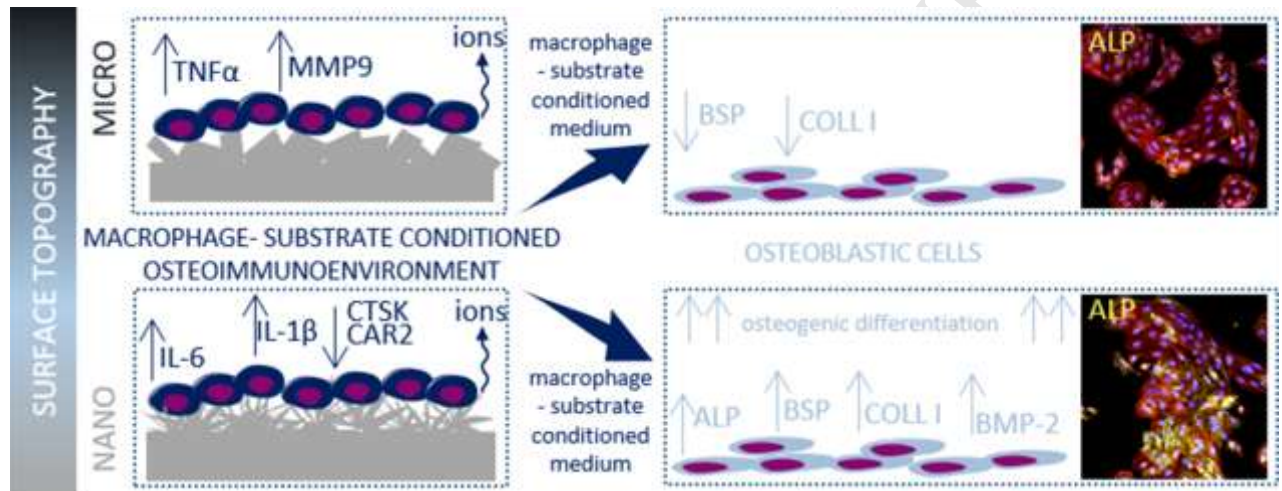 SURFACE TOPOGRAPHY
MICRO
TNFα
MMP9
ions
macrophage
- substrate
conditioned
medium
BSP
COLL I
ALP
MACROPHAGE- SUBSTRATE CONDITIONED
OSTEOIMMUNOENVIRONMENT
OSTEOBLASTIC CELLS
NANO
IL-6
IL-1β
CTSK
CAR2
ions
macrophage
- substrate
conditioned
medium
osteogenic differentiation
ALP
BSP
COLL I
BMP-2
ALP